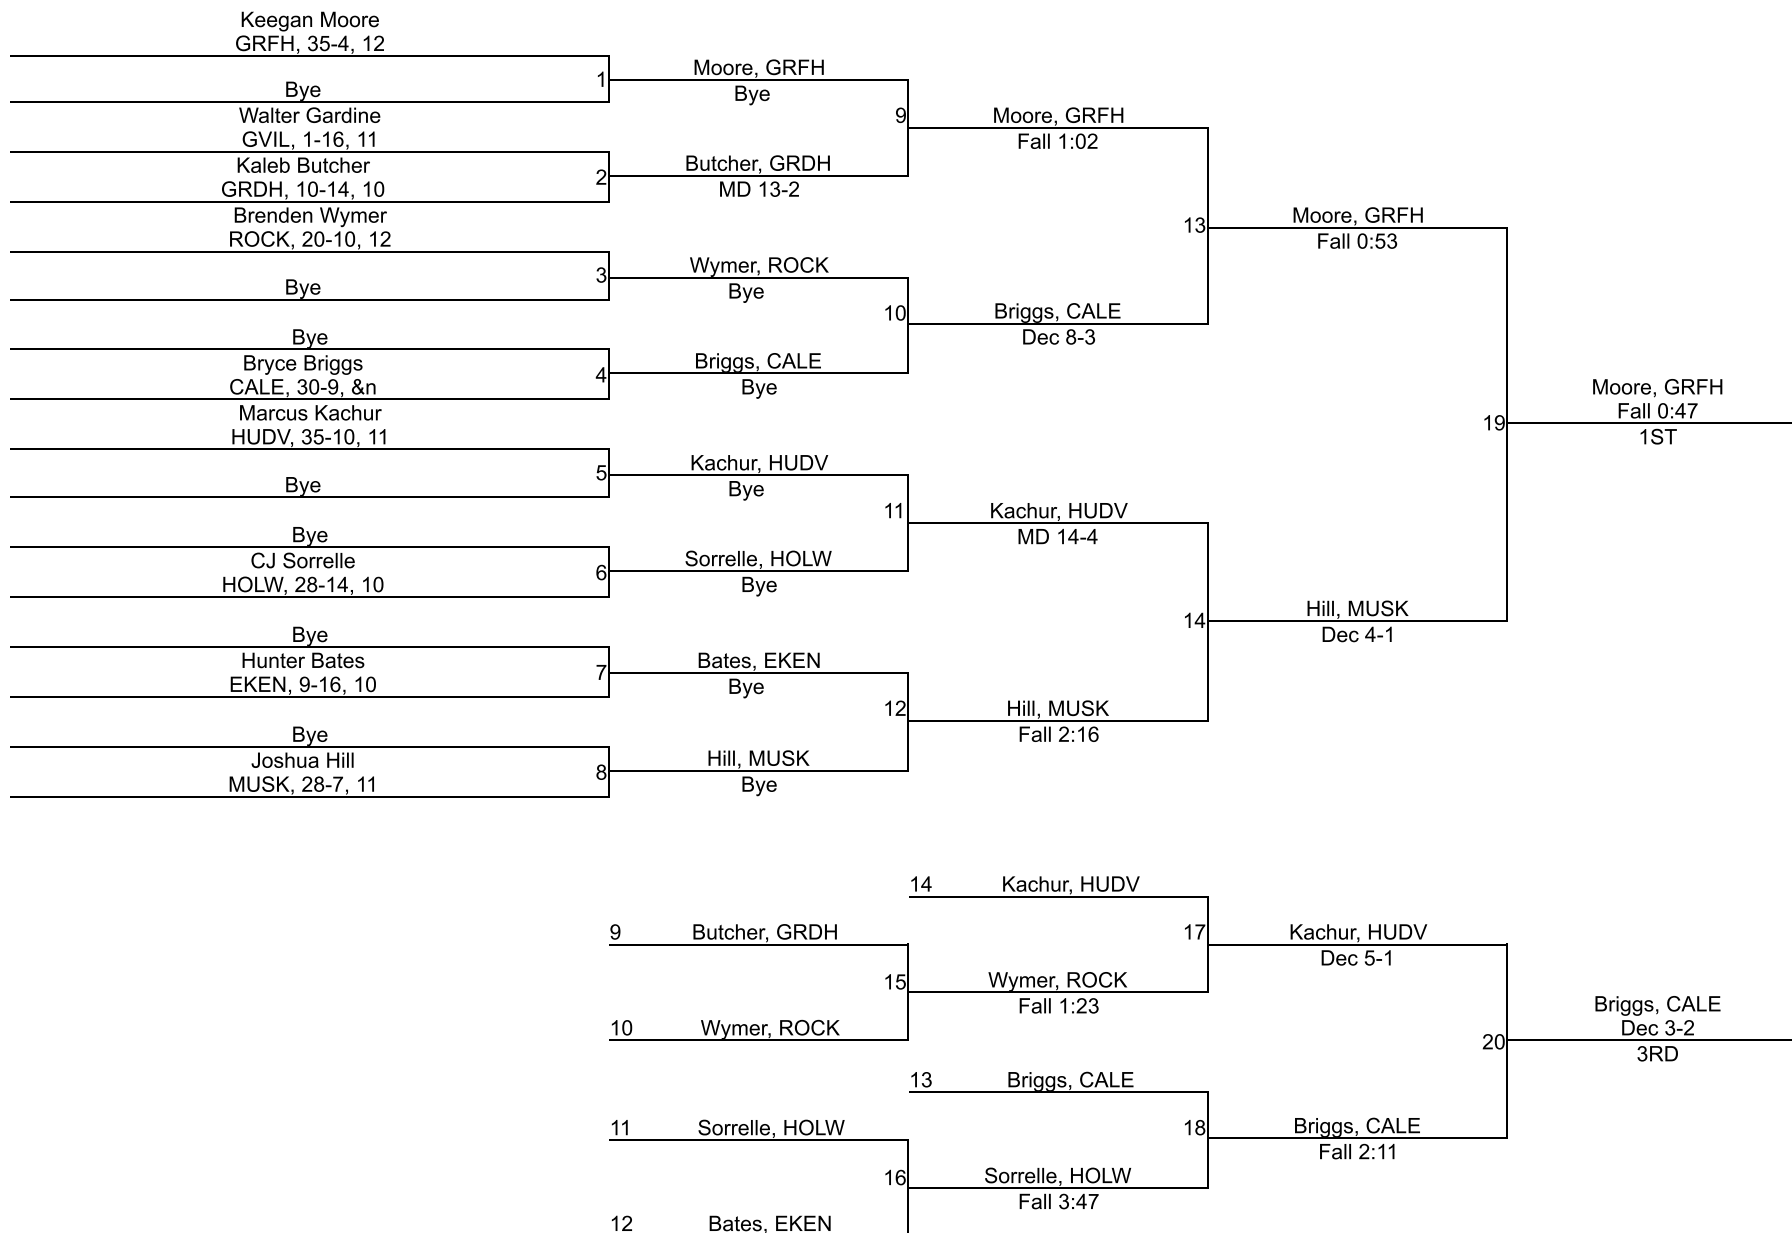 Keegan Moore
GRFH, 35-4, 12
Bye
1
Moore, GRFH
Bye
Walter Gardine
GVIL, 1-16, 11
Kaleb Butcher
GRDH, 10-14, 10
2
Butcher, GRDH
MD 13-2
9
Moore, GRFH
Fall 1:02
Brenden Wymer
ROCK, 20-10, 12
Bye
3
Wymer, ROCK
Bye
Bye
Bryce Briggs
CALE, 30-9, &n
4
Briggs, CALE
Bye
10
Briggs, CALE
Dec 8-3
13
Moore, GRFH
Fall 0:53
Marcus Kachur
HUDV, 35-10, 11
Bye
5
Kachur, HUDV
Bye
Bye
CJ Sorrelle
HOLW, 28-14, 10
6
Sorrelle, HOLW
Bye
11
Kachur, HUDV
MD 14-4
Bye
Hunter Bates
EKEN, 9-16, 10
7
Bates, EKEN
Bye
Bye
Joshua Hill
MUSK, 28-7, 11
8
Hill, MUSK
Bye
12
Hill, MUSK
Fall 2:16
14
Hill, MUSK
Dec 4-1
19
Moore, GRFH
Fall 0:47
1ST
14
Kachur, HUDV
9
Butcher, GRDH
10
Wymer, ROCK
15
Wymer, ROCK
Fall 1:23
17
Kachur, HUDV
Dec 5-1
13
Briggs, CALE
11
Sorrelle, HOLW
12
Bates, EKEN
16
Sorrelle, HOLW
Fall 3:47
18
Briggs, CALE
Fall 2:11
20
Briggs, CALE
Dec 3-2
3RD